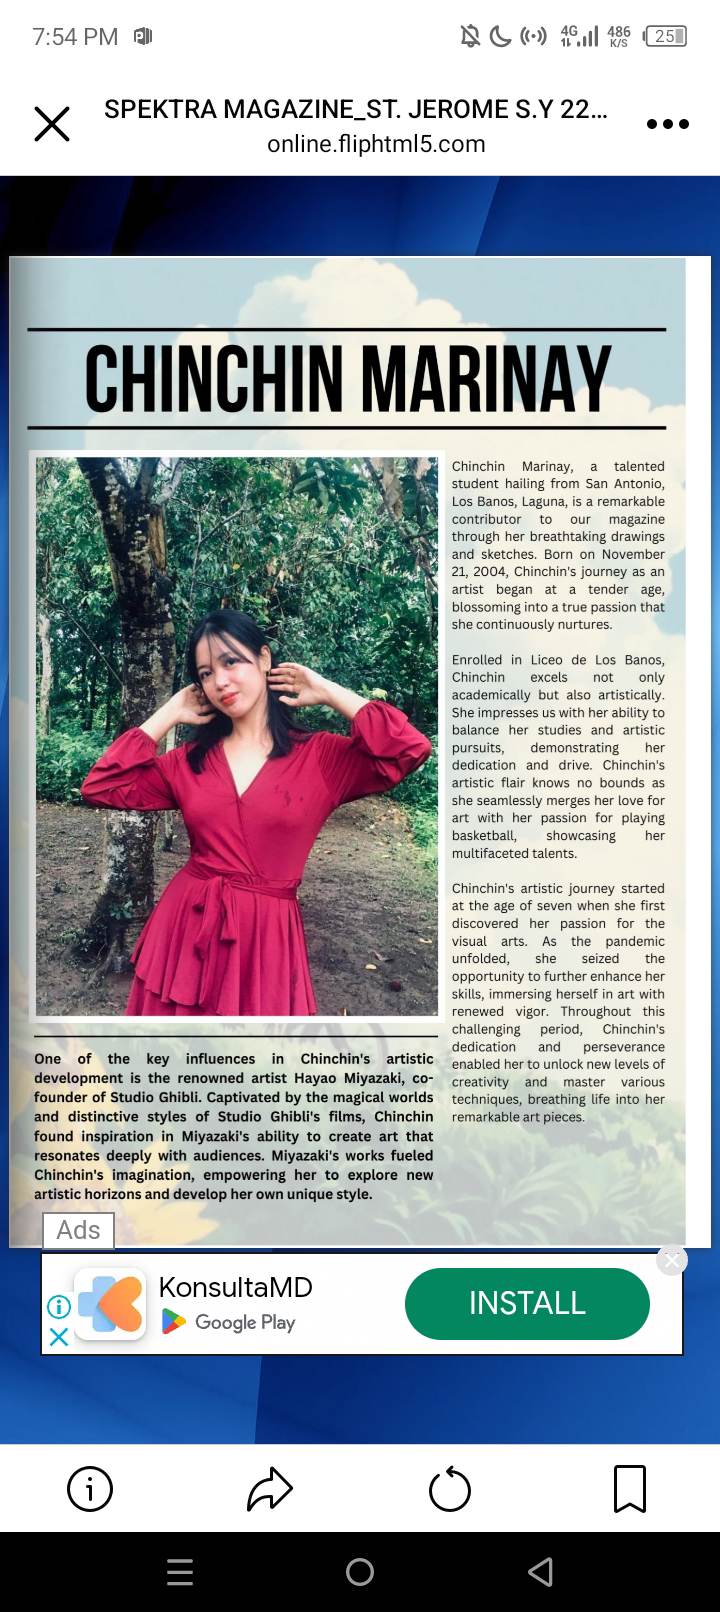 7:54 PM
4G 486 K/S 25
SPEKTRA MAGAZINE_ST. JEROME S.Y 22...
online.fliphtml5.com
CHINCHIN MARINAY
Chinchin Marinay, a talented
student hailing from San Antonio,
Los Banos, Laguna, is a remarkable
contributor to our magazine
through her breathtaking drawings
and sketches. Born on November
21, 2004, Chinchin's journey as an
artist began at a tender age,
blossoming into a true passion that
she continuously nurtures.
Enrolled in Liceo de Los Banos,
Chinchin excels not only
academically but also artistically.
She impresses us with her ability to
balance her studies and artistic
pursuits, demonstrating her
dedication and drive. Chinchin's
artistic flair knows no bounds as
she seamlessly merges her love for
art with her passion for playing
basketball, showcasing her
multifaceted talents.
Chinchin's artistic journey started
at the age of seven when she first
discovered her passion for the
visual arts. As the pandemic
unfolded, she seized the
opportunity to further enhance her
skills, immersing herself in art with
renewed vigor. Throughout this
challenging period, Chinchin's
dedication and perseverance
enabled her to unlock new levels of
creativity and master various
techniques, breathing life into her
remarkable art pieces.
One of the key influences in Chinchin's artistic
development is the renowned artist Hayao Miyazaki, co-
founder of Studio Ghibli. Captivated by the magical worlds
and distinctive styles of Studio Ghibli's films, Chinchin
found inspiration in Miyazaki's ability to create art that
resonates deeply with audiences. Miyazaki's works fueled
Chinchin's imagination, empowering her to explore new
artistic horizons and develop her own unique style.
Ads
KonsultaMD
Google Play
INSTALL